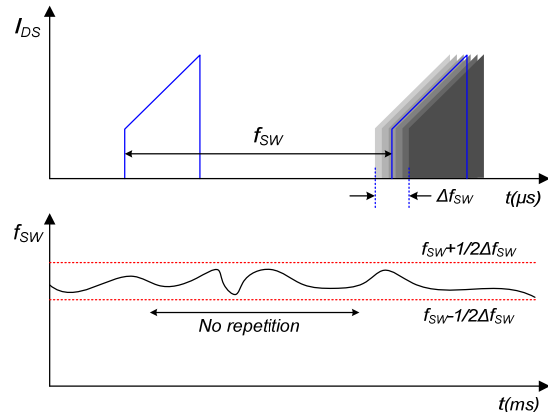 I_DS
f_SW
Δf_SW
t(μs)
f_SW
f_SW+1/2Δf_SW
f_SW-1/2Δf_SW
No repetition
t(ms)